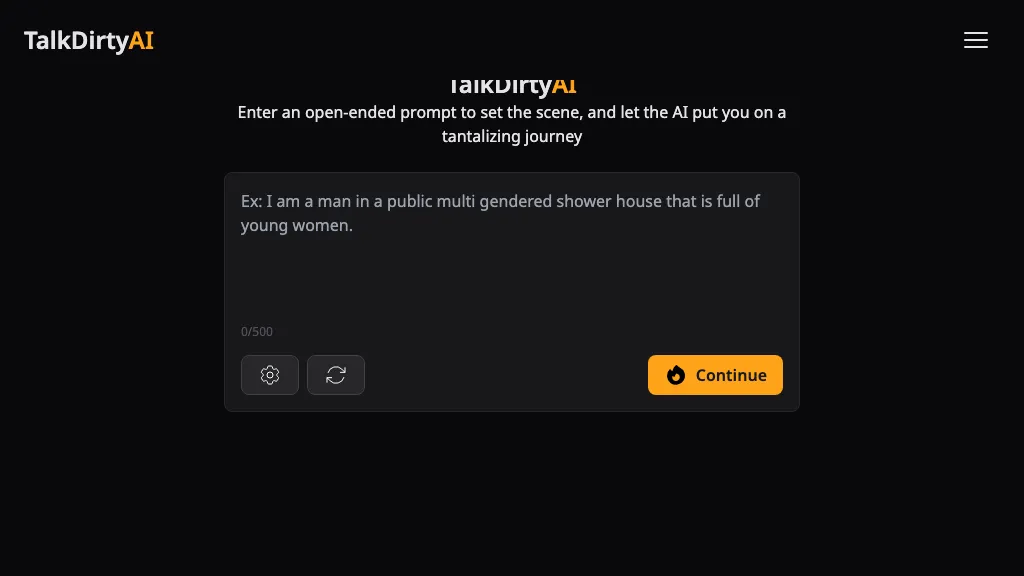 TalkDirtyAI
TalkDirtyAI
Enter an open-ended prompt to set the scene, and let the AI put you on a
tantalizing journey
Ex: I am a man in a public multi gendered shower house that is full of
young women.
0/500
Continue